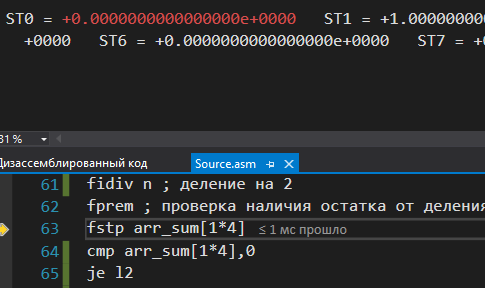 ST0 = +0.0000000000000000e+0000 ST1 = +1.000000000
+0000 ST6 = +0.0000000000000000e+0000 ST7 = +0
81 %
Дизассемблированный код Source.asm
61 fidiv n ; деление на 2
62 fprem ; проверка наличия остатка от деления
63 fstp arr_sum[1*4] ≤ 1 мс прошло
64 cmp arr_sum[1*4],0
65 je l2